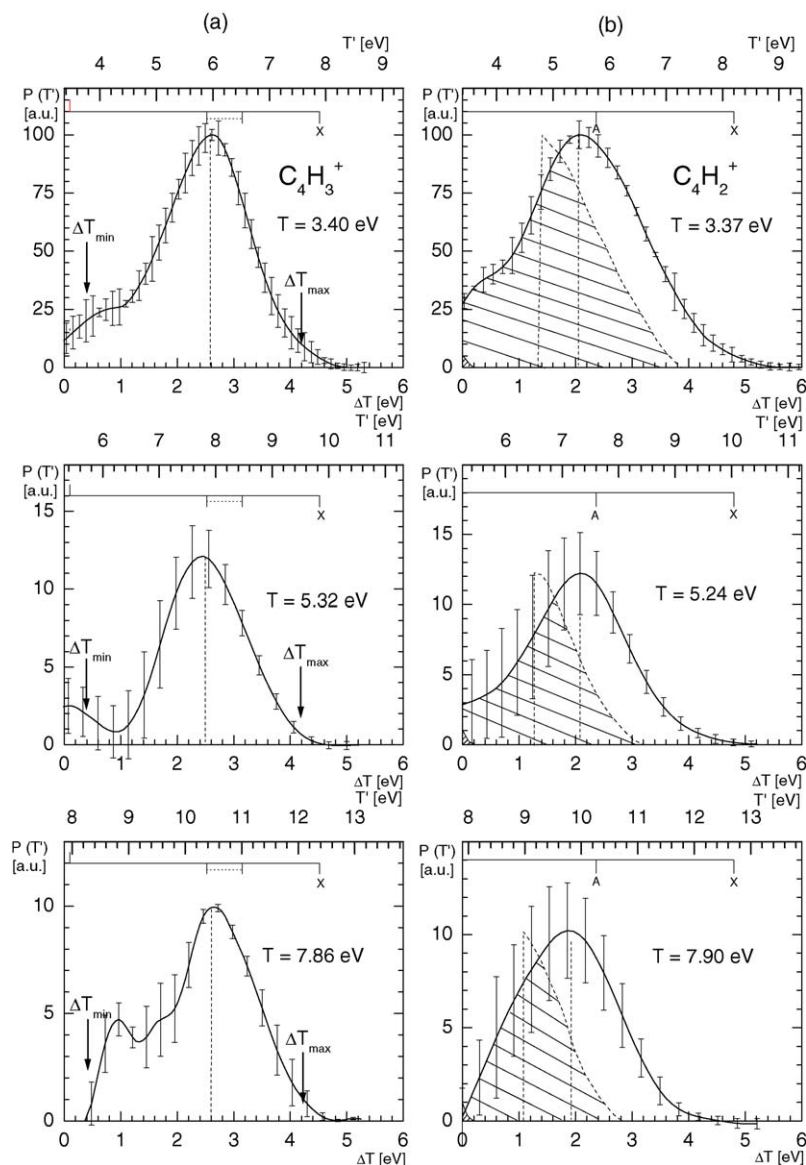 (a)
(b)
T' [eV]
T' [eV]
4 5 6 7 8 9
4 5 6 7 8 9
P (T')
[a.u.]
100
75
50
25
0
X
C4H3+
T = 3.40 eV
ΔTmin
ΔTmax
0 1 2 3 4 5 6
ΔT [eV]
P (T')
[a.u.]
100
75
50
25
0
A
X
C4H2+
T = 3.37 eV
0 1 2 3 4 5 6
ΔT [eV]
T' [eV]
T' [eV]
6 7 8 9 10 11
6 7 8 9 10 11
P (T')
[a.u.]
15
10
5
0
X
T = 5.32 eV
ΔTmin
ΔTmax
0 1 2 3 4 5 6
ΔT [eV]
P (T')
[a.u.]
15
10
5
0
A
X
T = 5.24 eV
0 1 2 3 4 5 6
ΔT [eV]
T' [eV]
T' [eV]
8 9 10 11 12 13
8 9 10 11 12 13
P (T')
[a.u.]
10
5
0
X
T = 7.86 eV
ΔTmin
ΔTmax
0 1 2 3 4 5 6
ΔT [eV]
P (T')
[a.u.]
10
5
0
A
X
T = 7.90 eV
0 1 2 3 4 5 6
ΔT [eV]